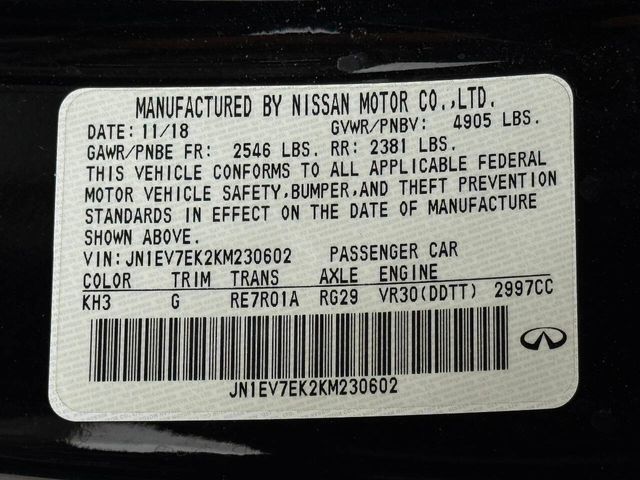 MANUFACTURED BY NISSAN MOTOR CO.,LTD.
DATE: 11/18 GVWR/PNBV: 4905 LBS.
GAWR/PNBE FR: 2546 LBS. RR: 2381 LBS.
THIS VEHICLE CONFORMS TO ALL APPLICABLE FEDERAL
MOTOR VEHICLE SAFETY,BUMPER,AND THEFT PREVENTION
STANDARDS IN EFFECT ON THE DATE OF MANUFACTURE
SHOWN ABOVE.
VIN: JN1EV7EK2KM230602 PASSENGER CAR
COLOR TRIM TRANS AXLE ENGINE
KH3 G RE7R01A RG29 VR30(DDTT) 2997CC
JN1EV7EK2KM230602